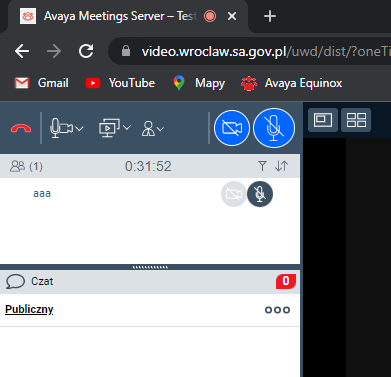 Avaya Meetings Server – Tes
video.wroclaw.sa.gov.pl/uwd/dist/?oneTi
Gmail YouTube Mapy Avaya Equinox
(1) 0:31:52
aaa
Czat 0
Publiczny